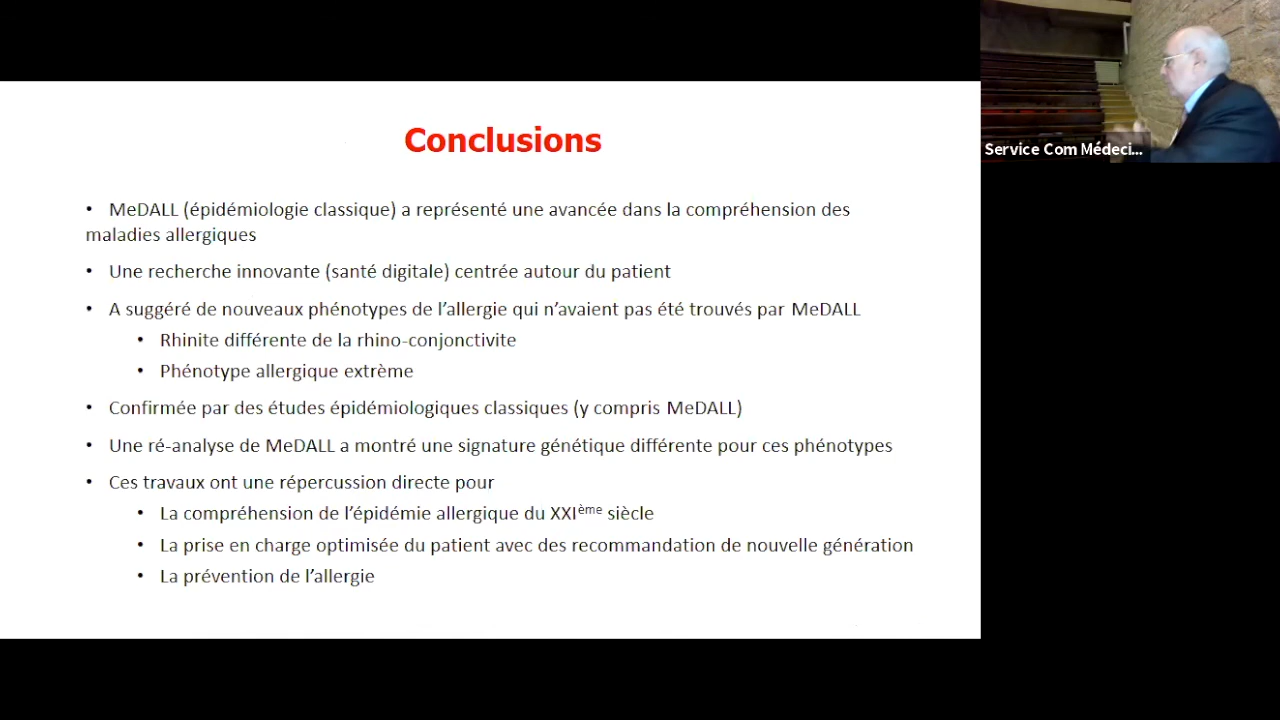 Conclusions
• MeDALL (épidémiologie classique) a représenté une avancée dans la compréhension des
maladies allergiques
• Une recherche innovante (santé digitale) centrée autour du patient
• A suggéré de nouveaux phénotypes de l’allergie qui n’avaient pas été trouvés par MeDALL
• Rhinite différente de la rhino-conjonctivite
• Phénotype allergique extrème
• Confirmée par des études épidémiologiques classiques (y compris MeDALL)
• Une ré-analyse de MeDALL a montré une signature génétique différente pour ces phénotypes
• Ces travaux ont une répercussion directe pour
• La compréhension de l’épidémie allergique du XXIème siècle
• La prise en charge optimisée du patient avec des recommandation de nouvelle génération
• La prévention de l’allergie
Service Com Médeci...